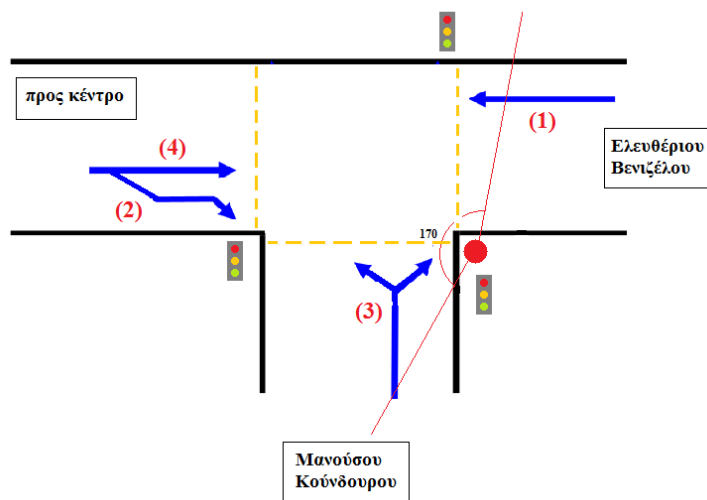 προς κέντρο
(1)
Ελευθέριου
Βενιζέλου
(4)
(2)
170
(3)
Μανούσου
Κούνδουρου